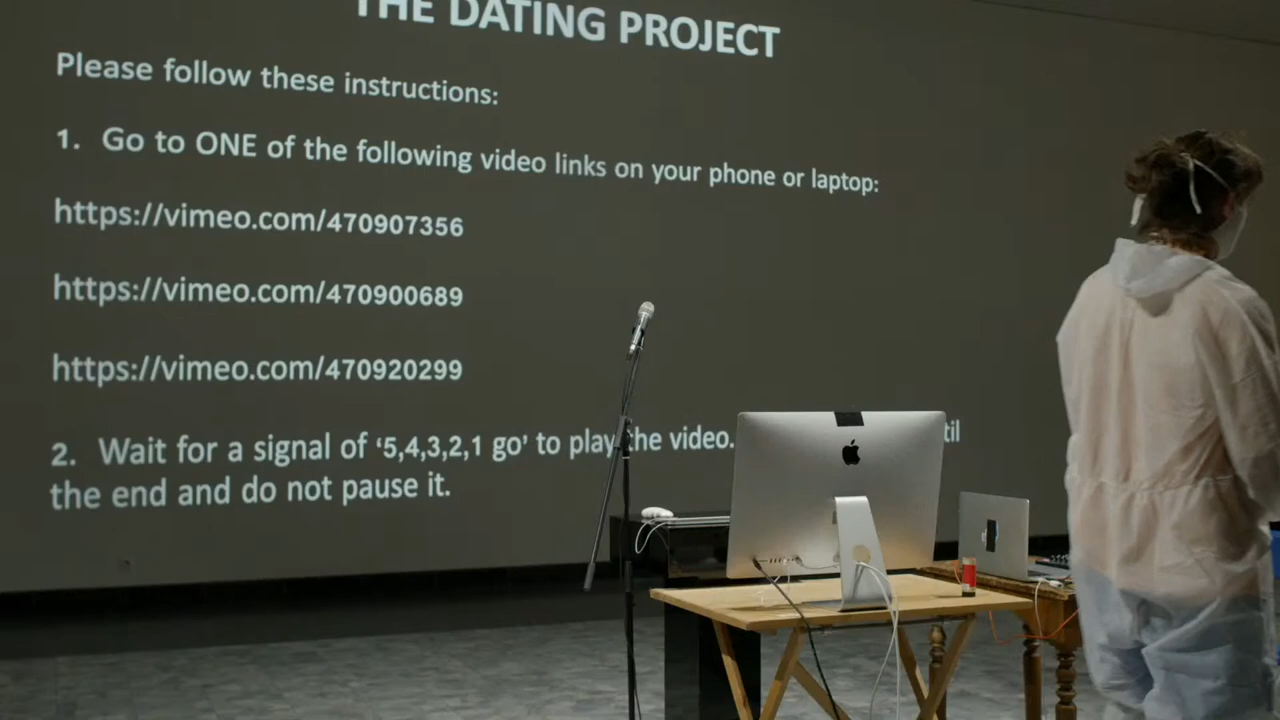 THE DATING PROJECT
Please follow these instructions:
1. Go to ONE of the following video links on your phone or laptop:
https://vimeo.com/470907356
https://vimeo.com/470900689
https://vimeo.com/470920299
2. Wait for a signal of ‘5,4,3,2,1 go’ to play the video.
the end and do not pause it.